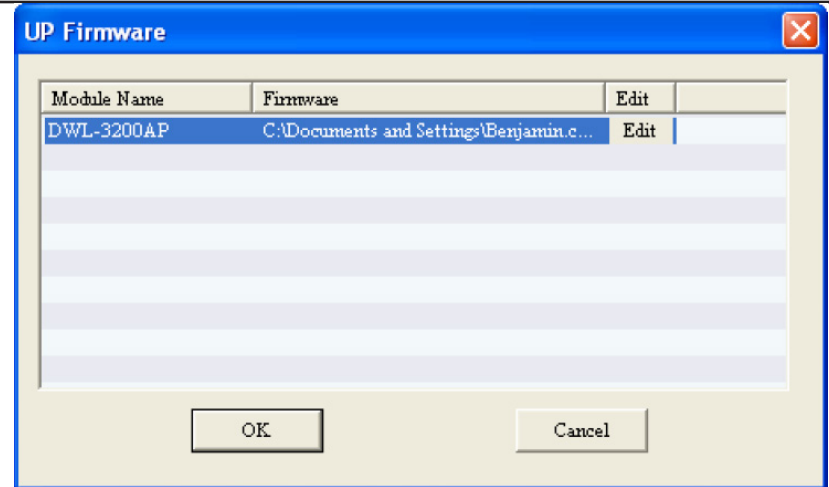 UP Firmware
Module Name Firmware Edit
DWL-3200AP C:\Documents and Settings\Benjamin.c... Edit
OK Cancel